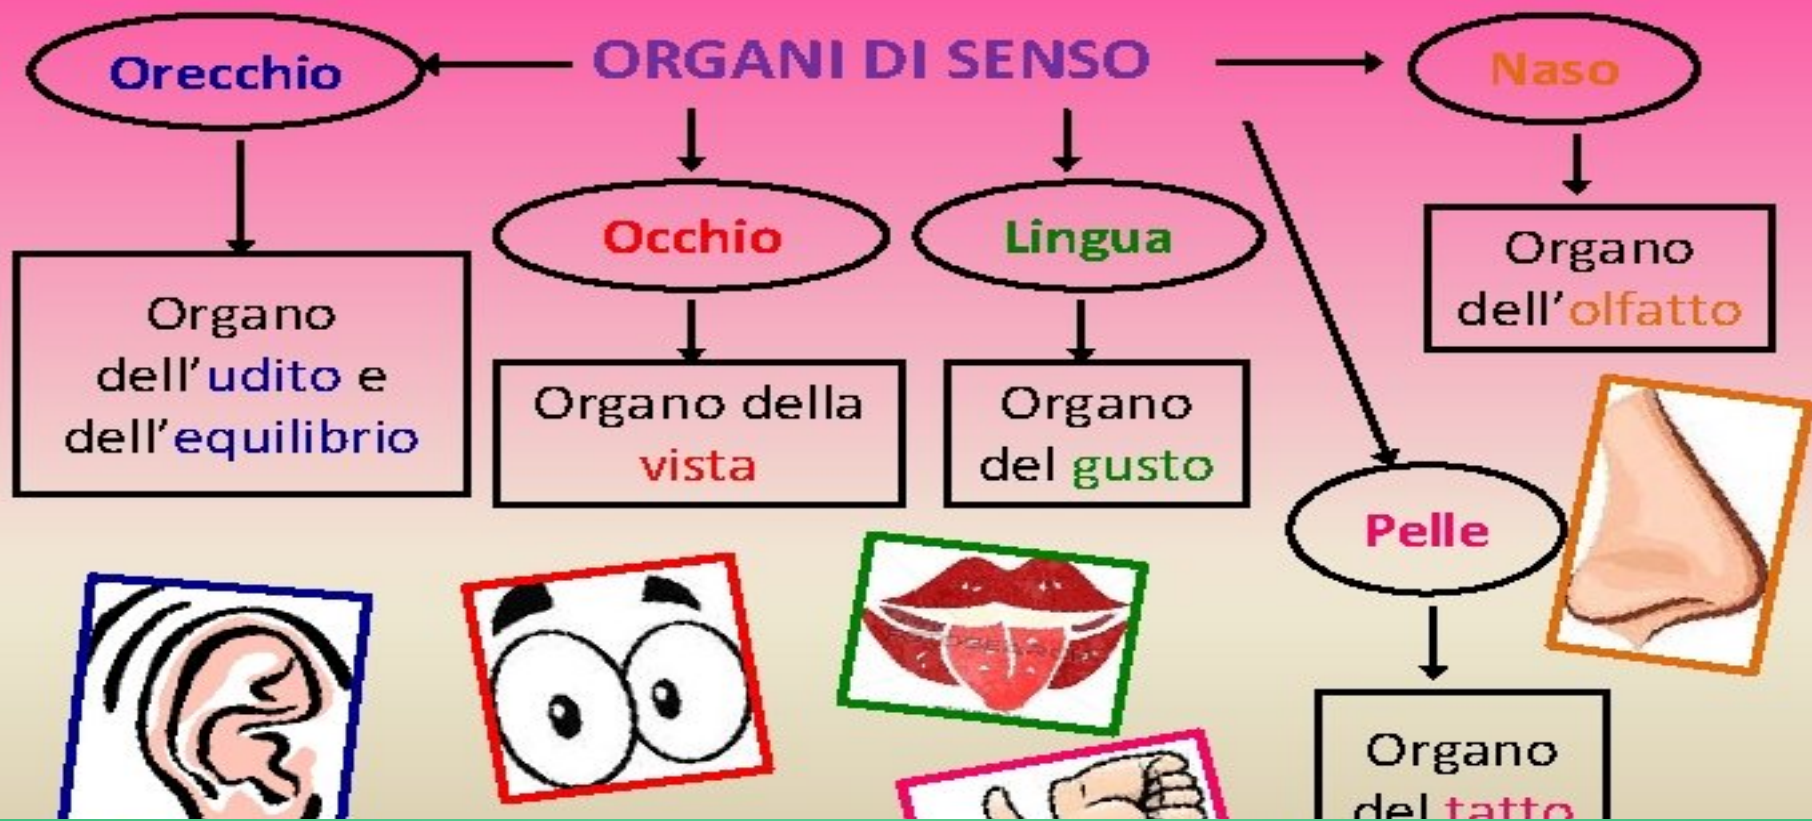 ORGANI DI SENSO
Orecchio
Naso
Occhio
Lingua
Organo
dell'olfatto
Organo
dell'udito e
dell'equilibrio
Organo della
vista
Organo
del gusto
Pelle
Organo
del tatto